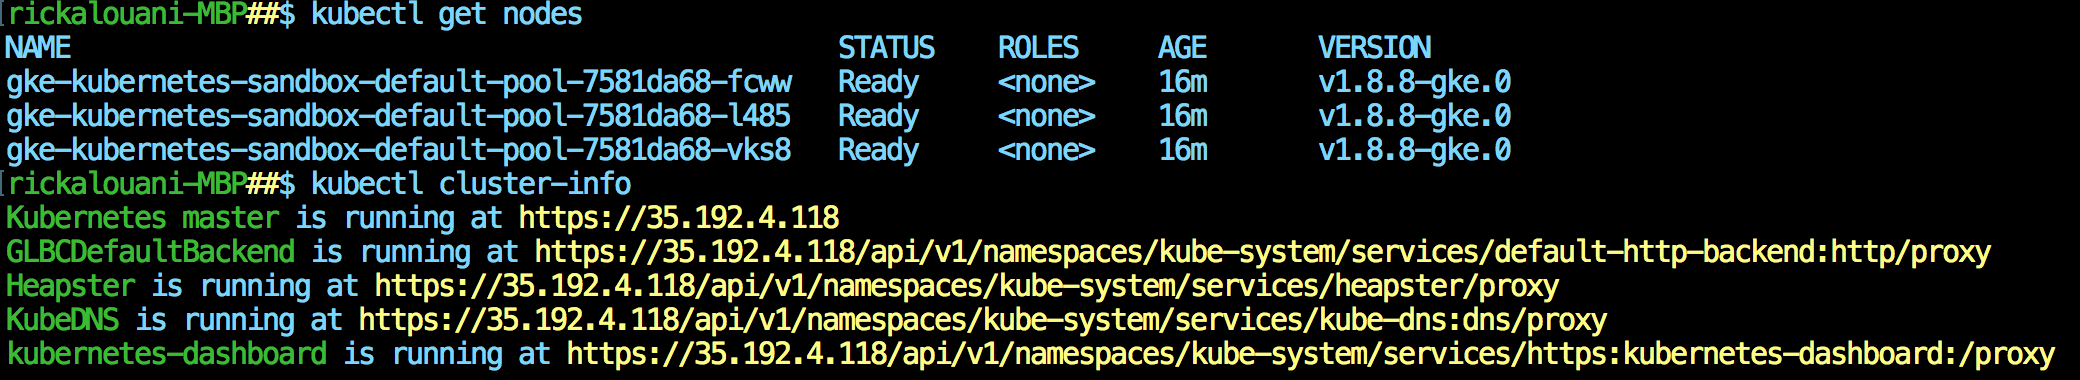 [rickalouani-MBP##$ kubectl get nodes
NAME STATUS ROLES AGE VERSION
gke-kubernetes-sandbox-default-pool-7581da68-fcww Ready <none> 16m v1.8.8-gke.0
gke-kubernetes-sandbox-default-pool-7581da68-l485 Ready <none> 16m v1.8.8-gke.0
gke-kubernetes-sandbox-default-pool-7581da68-vks8 Ready <none> 16m v1.8.8-gke.0
[rickalouani-MBP##$ kubectl cluster-info
Kubernetes master is running at https://35.192.4.118
GLBCDefaultBackend is running at https://35.192.4.118/api/v1/namespaces/kube-system/services/default-http-backend:http/proxy
Heapster is running at https://35.192.4.118/api/v1/namespaces/kube-system/services/heapster/proxy
KubeDNS is running at https://35.192.4.118/api/v1/namespaces/kube-system/services/kube-dns:dns/proxy
kubernetes-dashboard is running at https://35.192.4.118/api/v1/namespaces/kube-system/services/https:kubernetes-dashboard:/proxy